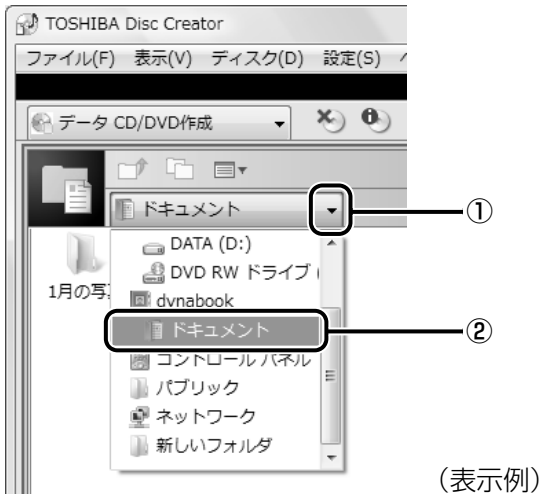 TOSHIBA Disc Creator
ファイル(F) 表示(V) ディスク(D) 設定(S)
データ CD/DVD作成
ドキュメント
①
DATA (D:)
DVD RW ドライブ (
1月の写
dynabook
ドキュメント
②
コントロール パネル
パブリック
ネットワーク
新しいフォルダ
(表示例)